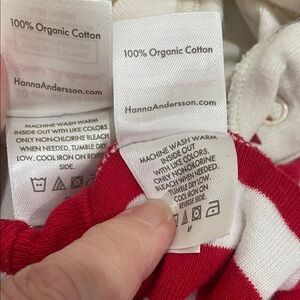 100% Organic Cotton
HannaAndersson.com
MACHINE WASH WARM
INSIDE OUT WITH LIKE COLORS.
ONLY NON-CHLORINE BLEACH
WHEN NEEDED. TUMBLE DRY
LOW. COOL IRON ON REVERSE
SIDE.
100% Organic Cotton
HannaAndersson.com
MACHINE WASH WARM
INSIDE OUT
WITH LIKE COLORS.
ONLY NONCHLORINE
BLEACH WHEN NEEDED.
TUMBLE DRY LOW.
COOL IRON ON
REVERSE SIDE.